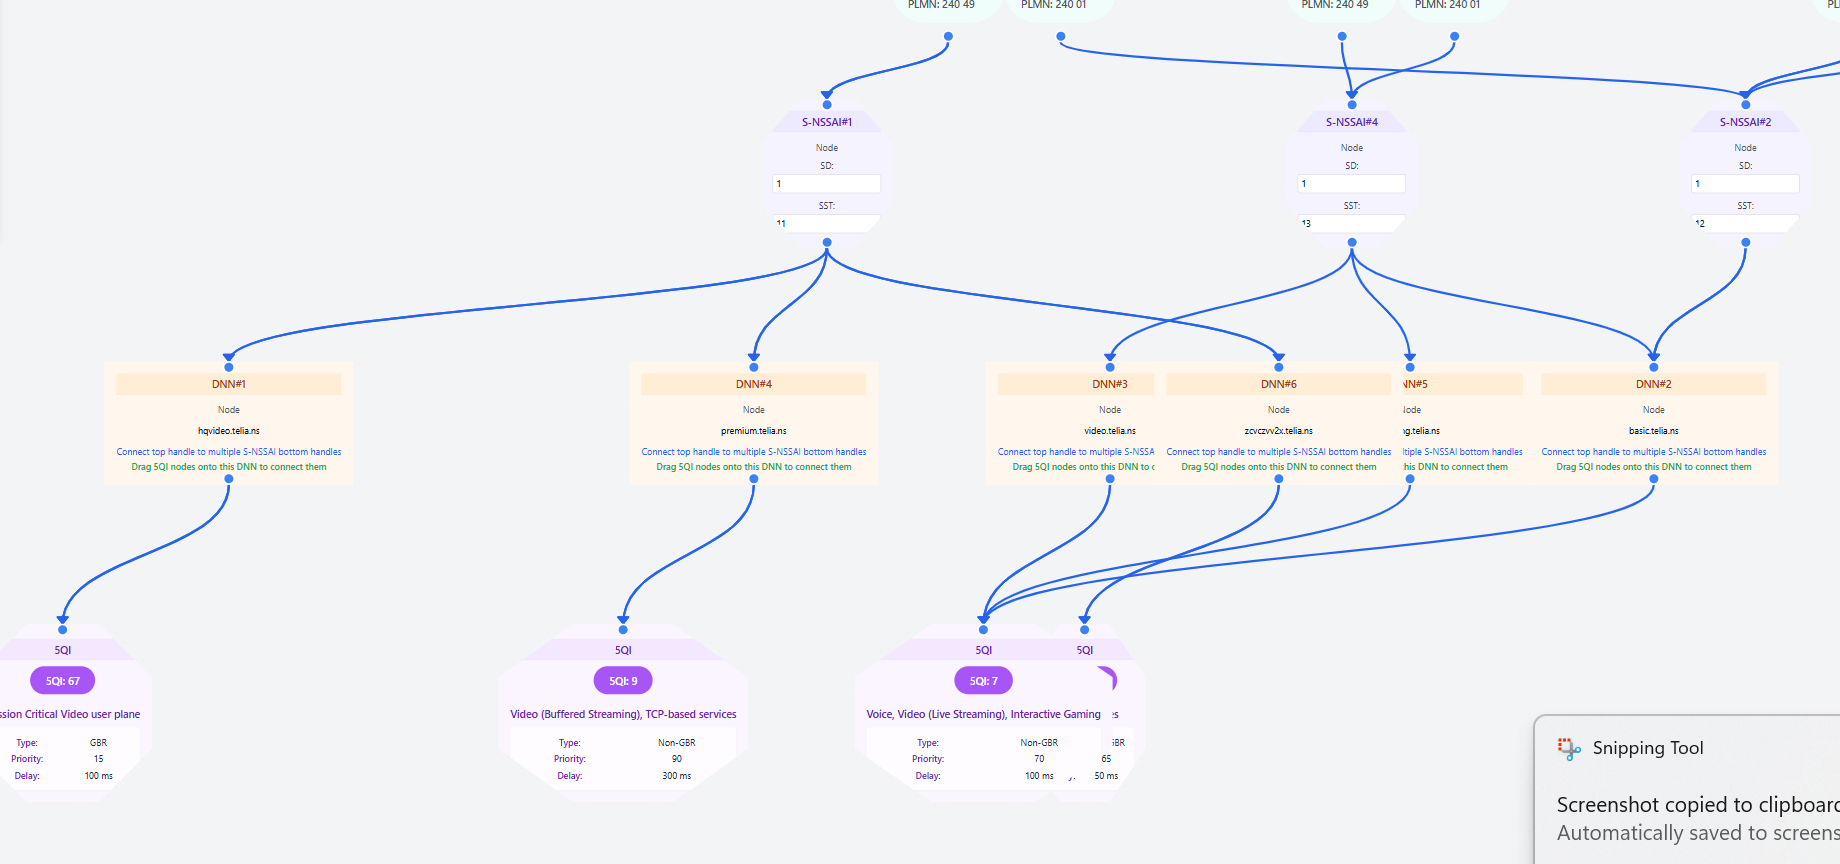 PLMN: 240 49
PLMN: 240 01
PLMN: 240 49
PLMN: 240 01
PL
S-NSSAI#1
Node
SD:
1
SST:
11
S-NSSAI#4
Node
SD:
1
SST:
13
S-NSSAI#2
Node
SD:
1
SST:
12
DNN#1
Node
hqvideo.telia.ns
Connect top handle to multiple S-NSSAI bottom handles
Drag 5QI nodes onto this DNN to connect them
DNN#4
Node
premium.telia.ns
Connect top handle to multiple S-NSSAI bottom handles
Drag 5QI nodes onto this DNN to connect them
DNN#3
Node
video.telia.ns
Connect top handle to multiple S-NSSA
Drag 5QI nodes onto this DNN to c
DNN#6
Node
zcvczvv2x.telia.ns
Connect top handle to multiple S-NSSAI bottom handles
Drag 5QI nodes onto this DNN to connect them
NN#5
Node
ng.telia.ns
ltiple S-NSSAI bottom handles
his DNN to connect them
DNN#2
Node
basic.telia.ns
Connect top handle to multiple S-NSSAI bottom handles
Drag 5QI nodes onto this DNN to connect them
5QI
5QI: 67
ssion Critical Video user plane
Type: GBR
Priority: 15
Delay: 100 ms
5QI
5QI: 9
Video (Buffered Streaming), TCP-based services
Type: Non-GBR
Priority: 90
Delay: 300 ms
5QI
5QI: 7
Voice, Video (Live Streaming), Interactive Gaming
Type: Non-GBR
Priority: 70
Delay: 100 ms
5QI
s
GBR
65
y: 50 ms
Snipping Tool
Screenshot copied to clipboard
Automatically saved to screens